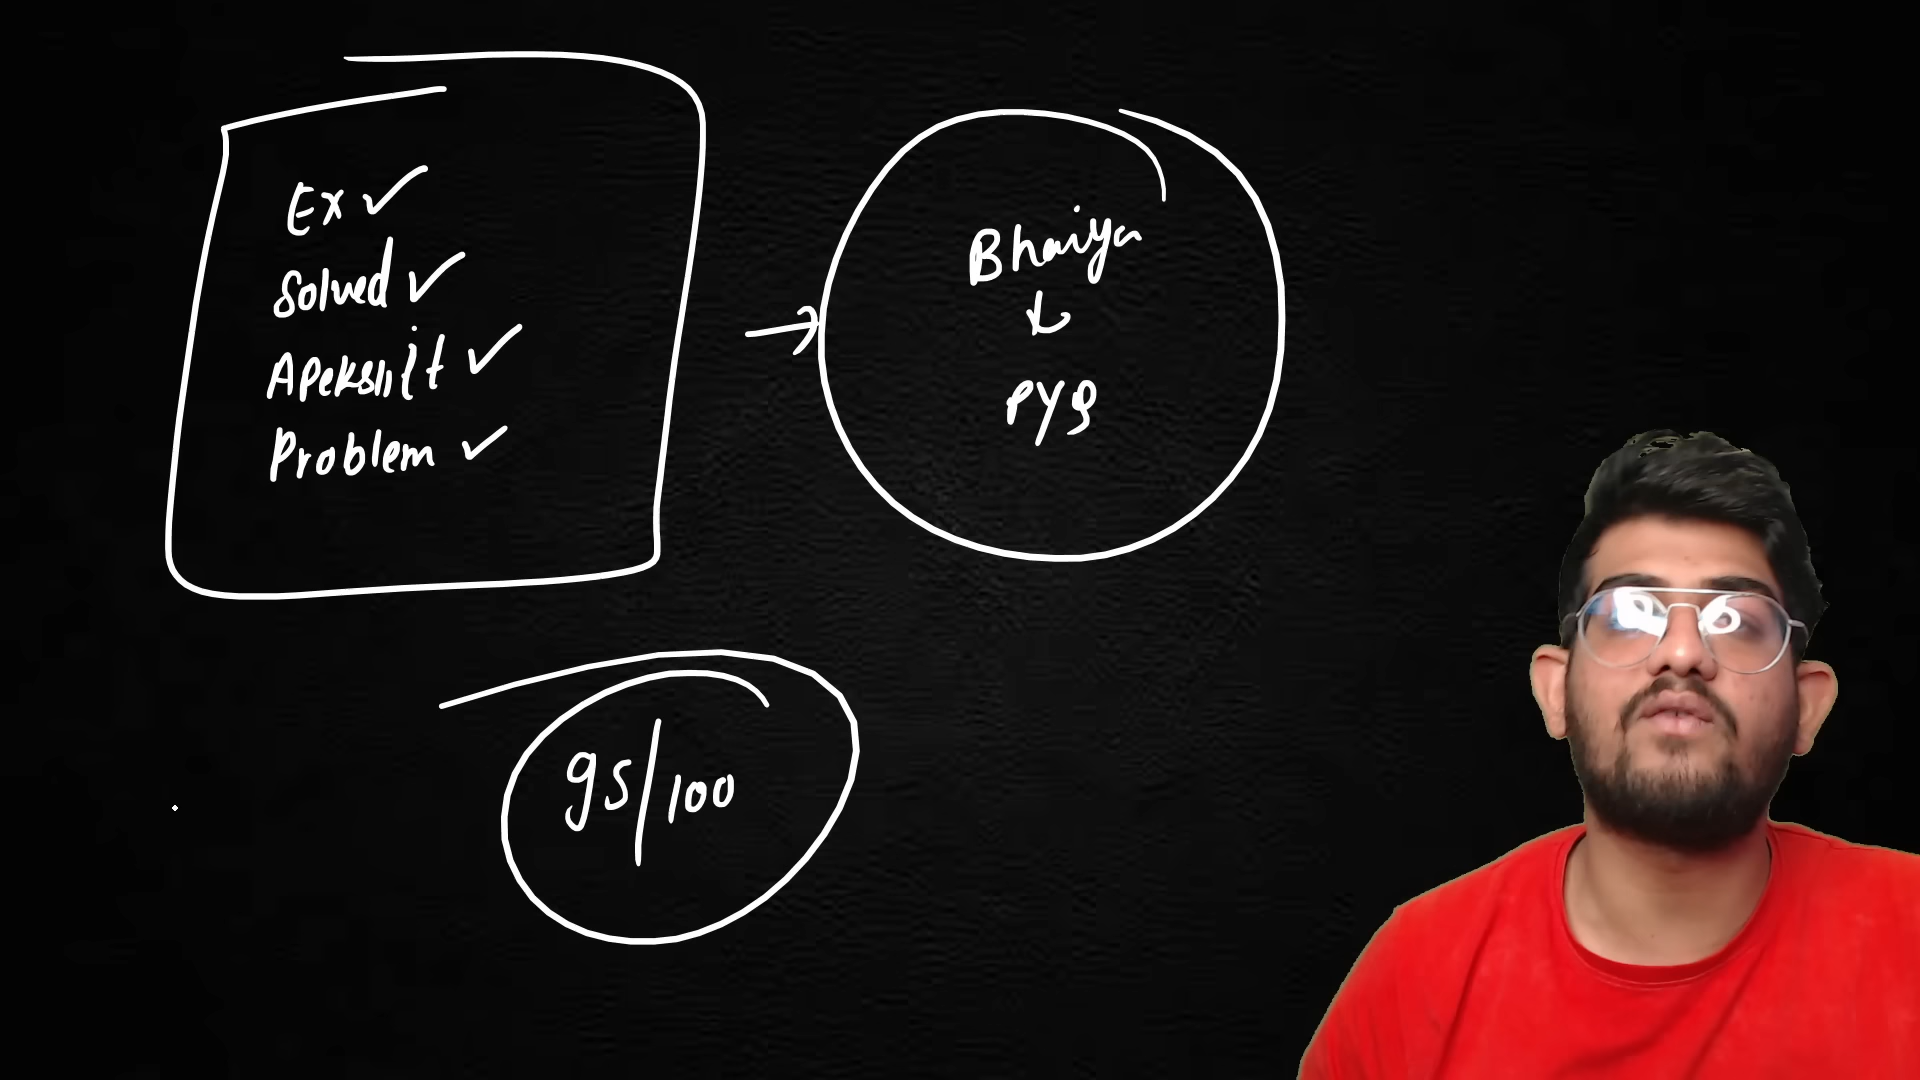 Ex ✓
Solved ✓
Apekshit ✓
Problem ✓
→
Bhaiya
↓
PYQ
95/100